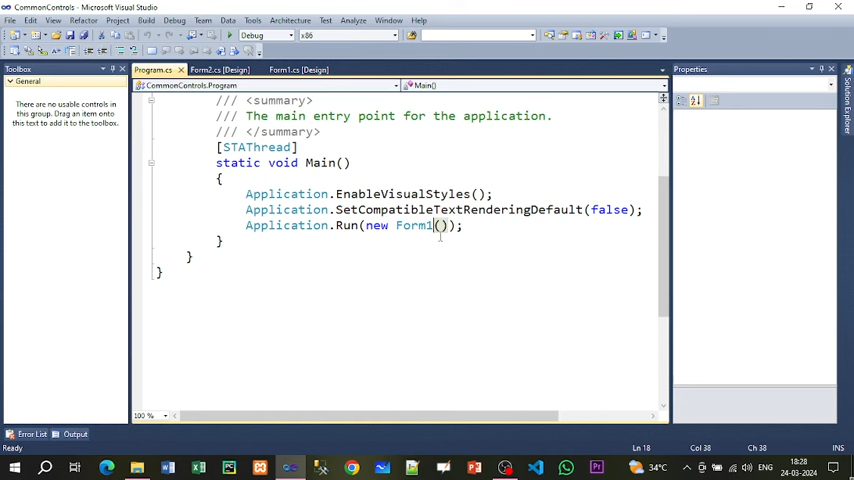 CommonControls - Microsoft Visual Studio
File Edit View Refactor Project Build Debug Team Data Tools Architecture Test Analyze Window Help
Debug x86
Toolbox
General
There are no usable controls in
this group. Drag an item onto
this text to add it to the toolbox.
Program.cs Form2.cs [Design] Form1.cs [Design]
CommonControls.Program Main()
/// <summary>
/// The main entry point for the application.
/// </summary>
[STAThread]
static void Main()
{
Application.EnableVisualStyles();
Application.SetCompatibleTextRenderingDefault(false);
Application.Run(new Form1());
}
}
}
100 %
Properties
Solution Explorer
Error List Output
Ready Ln 18 Col 38 Ch 38 INS
34°C ENG 18:28
24-03-2024